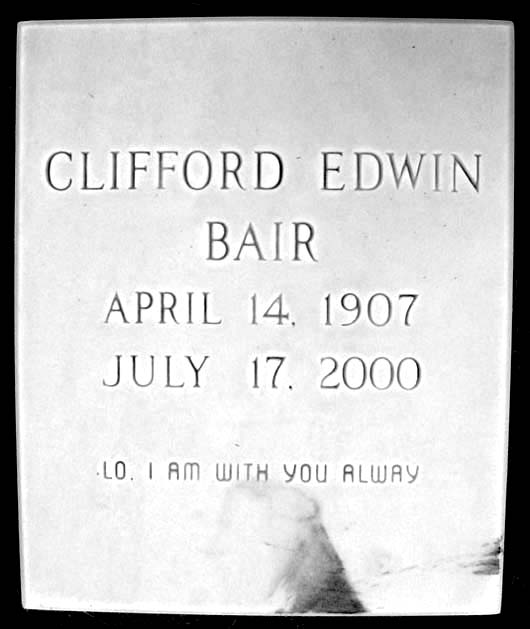 CLIFFORD EDWIN
BAIR
APRIL 14, 1907
JULY 17, 2000
LO, I AM WITH YOU ALWAY